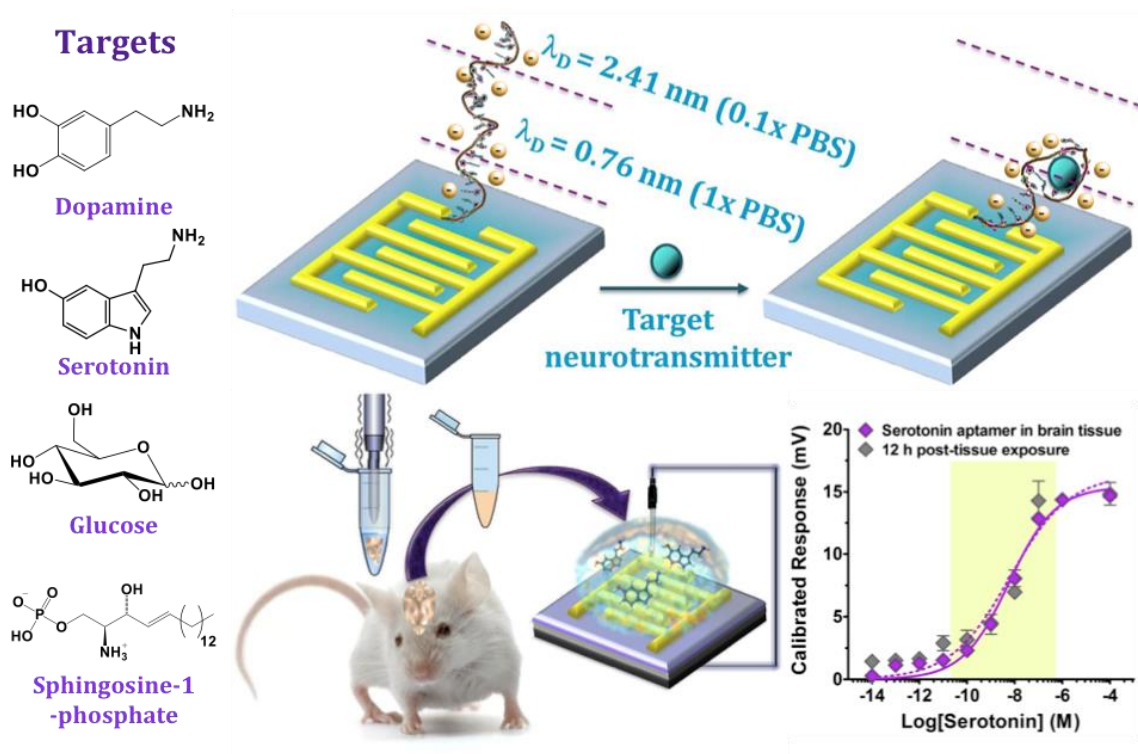 Targets
HO
NH₂
HO
Dopamine
NH₂
HO
N
H
Serotonin
OH
O
HO
HO
OH
OH
Glucose
O⁻
OH
O
P
HO
O
12
NH₃⁺
Sphingosine-1
-phosphate
λD = 2.41 nm (0.1x PBS)
λD = 0.76 nm (1x PBS)
Target
neurotransmitter
Serotonin aptamer in brain tissue
12 h post-tissue exposure
Calibrated Response (mV)
20
15
10
5
0
-14 -12 -10 -8 -6 -4
Log[Serotonin] (M)